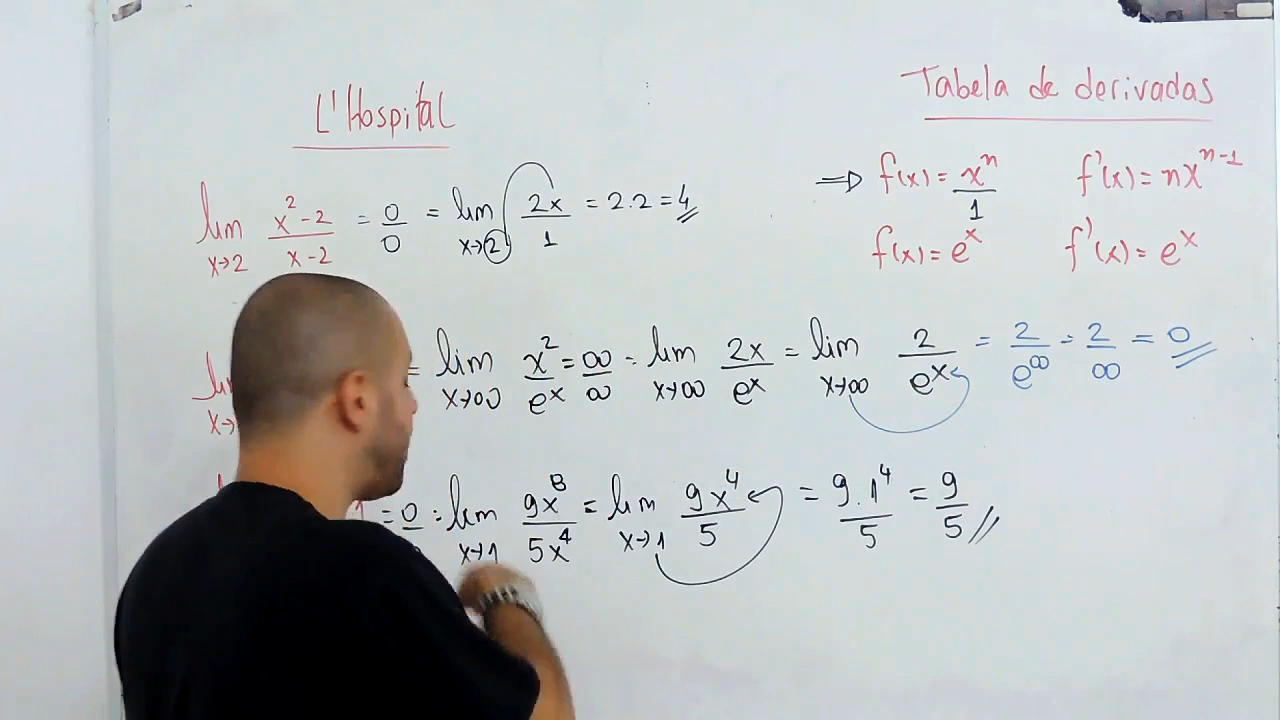 L'Hospital
Tabela de derivadas
lim x→2 x²-2 / x-2 = 0/0 = lim x→2 2x/1 = 2.2 = 4
⇒ f(x) = xⁿ/1 f'(x) = nxⁿ⁻¹
f(x) = eˣ f'(x) = eˣ
x→ = lim x→∞ x²/eˣ = ∞/∞ = lim x→∞ 2x/eˣ = lim x→∞ 2/eˣ = 2/e^∞ = 2/∞ = 0
1 = 0 = lim x→1 9x⁸/5x⁴ = lim x→1 9x⁴/5 = 9.1⁴/5 = 9/5